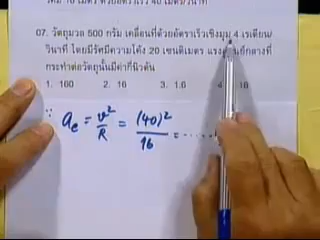 07. วัตถุมวล 500 กรัม เคลื่อนที่ด้วยอัตราเร็วเชิงมุม 4 เรเดียน/
วินาที โดยมีรัศมีความโค้ง 20 เซนติเมตร แรง ศูนย์กลางที่
กระทำต่อวัตถุนั้นมีค่ากี่นิวตัน
1. 160 2. 16 3. 1.6 4.
∵ a_c = v²/R = (40)²/16 = ......